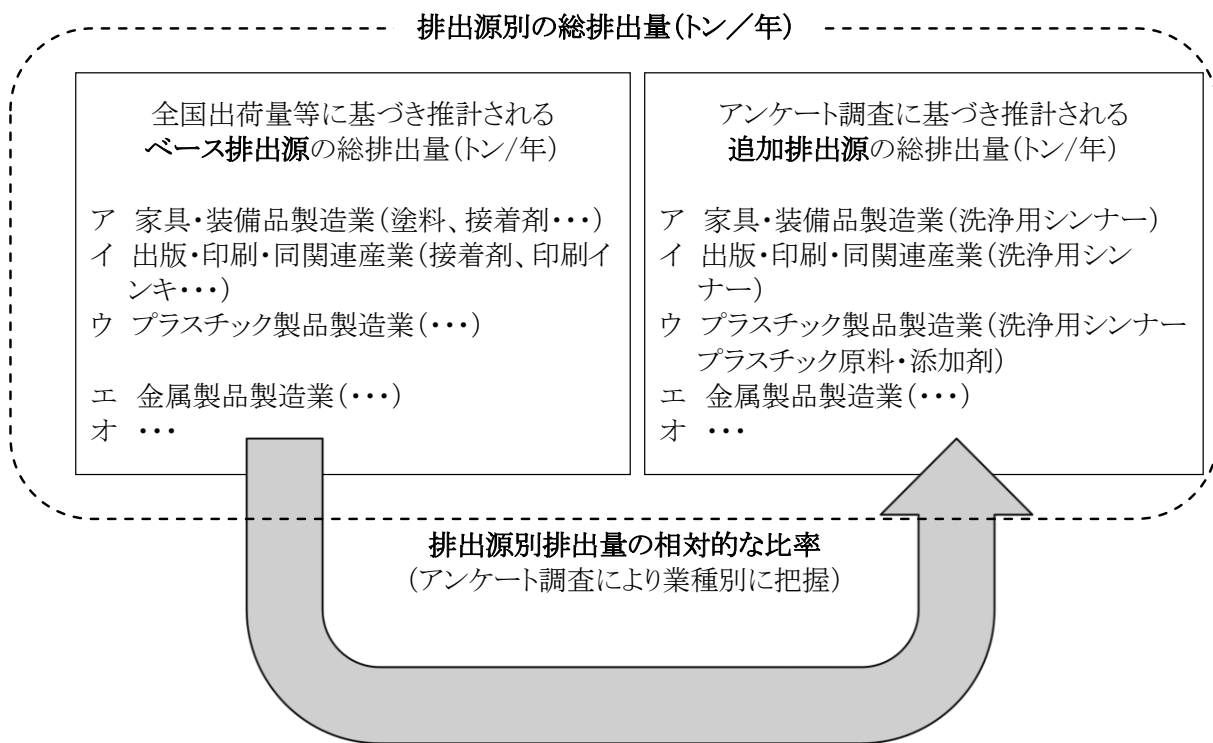 排出源別の総排出量(トン/年)
全国出荷量等に基づき推計される
ベース排出源の総排出量(トン/年)
ア 家具・装備品製造業(塗料、接着剤・・・)
イ 出版・印刷・同関連産業(接着剤、印刷イ
ンキ・・・)
ウ プラスチック製品製造業(・・・)
エ 金属製品製造業(・・・)
オ ・・・
アンケート調査に基づき推計される
追加排出源の総排出量(トン/年)
ア 家具・装備品製造業(洗浄用シンナー)
イ 出版・印刷・同関連産業(洗浄用シン
ナー)
ウ プラスチック製品製造業(洗浄用シンナー
プラスチック原料・添加剤)
エ 金属製品製造業(・・・)
オ ・・・
排出源別排出量の相対的な比率
(アンケート調査により業種別に把握)